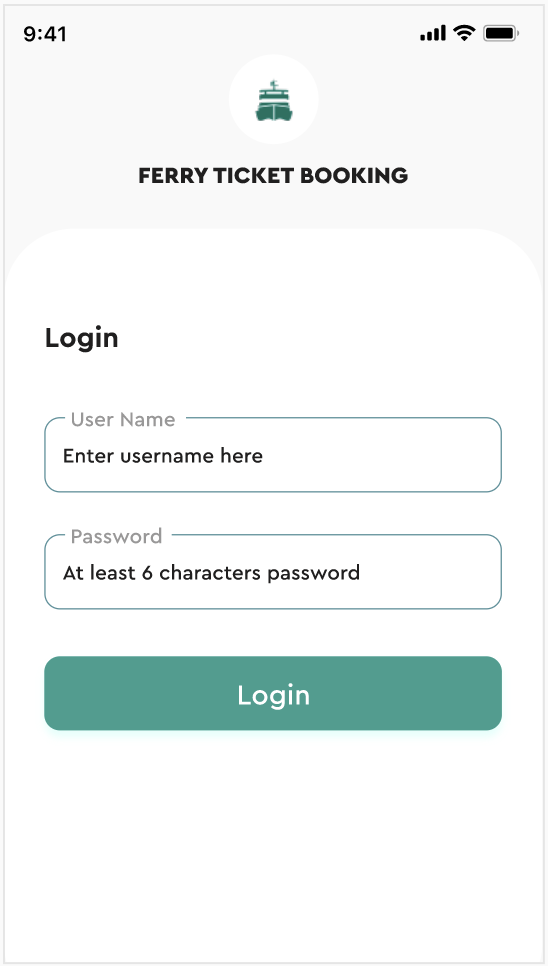 9:41
FERRY TICKET BOOKING
Login
User Name
Enter username here
Password
At least 6 characters password
Login